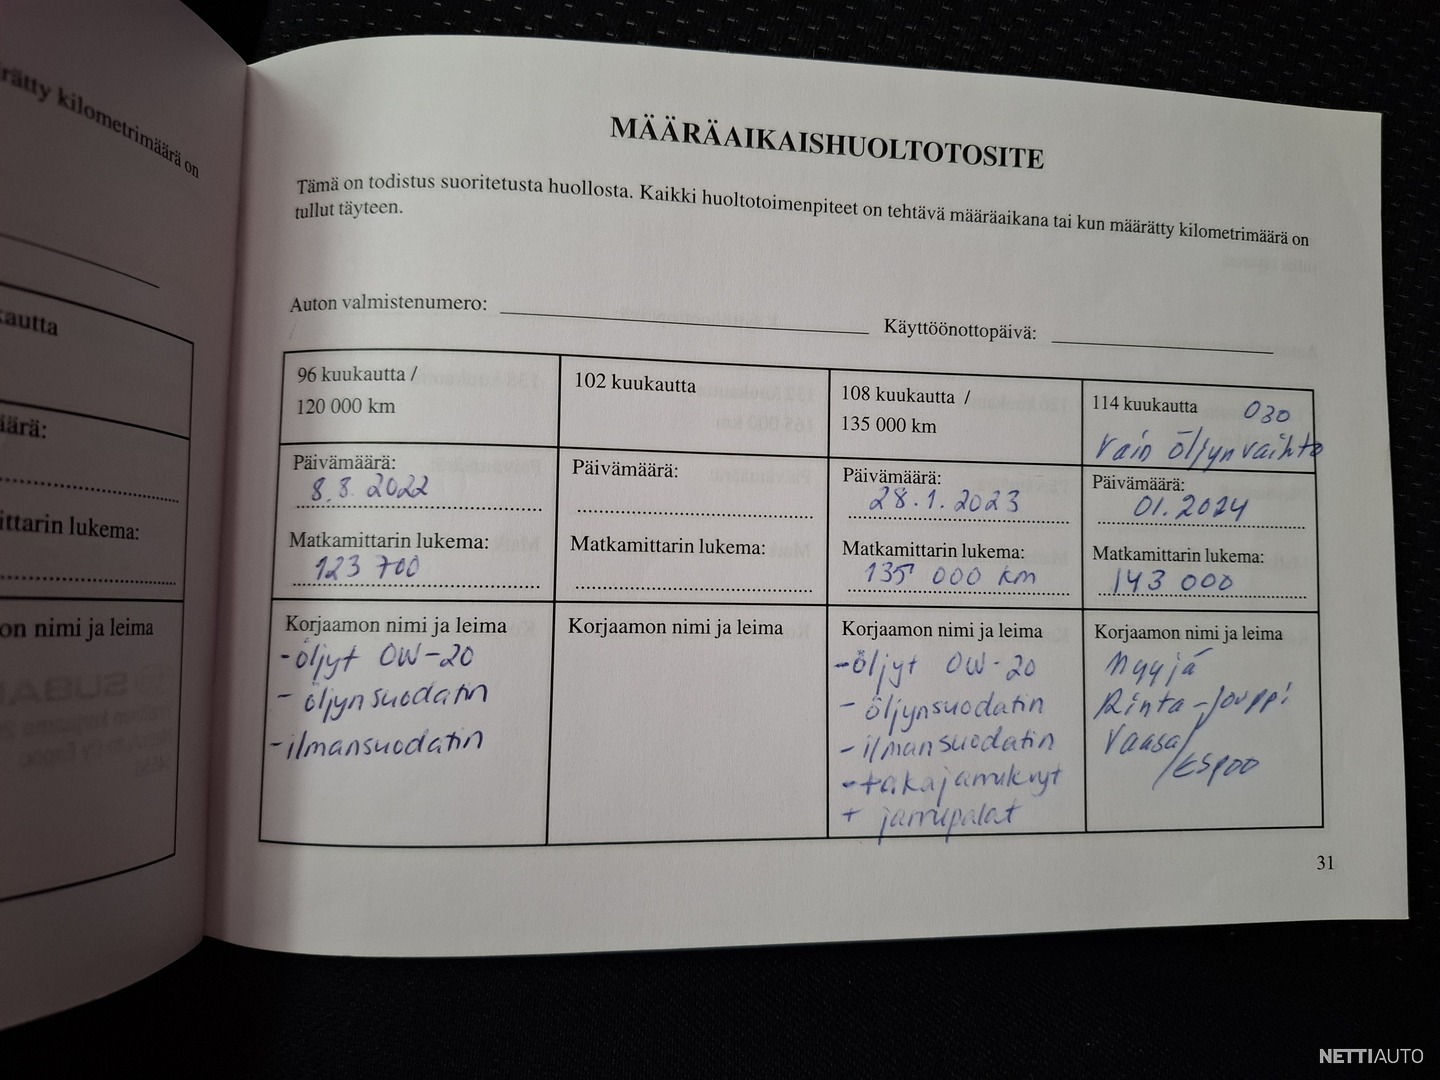 rätty kilometrimäärä on
kautta
äärä:
ittarin lukema:
on nimi ja leima
MÄÄRÄAIKAISHUOLTOTOSITE
Tämä on todistus suoritetusta huollosta. Kaikki huoltotoimenpiteet on tehtävä määräaikana tai kun määrätty kilometrimäärä on
tullut täyteen.
Auton valmistenumero:
Käyttöönottopäivä:
96 kuukautta /
120 000 km
Päivämäärä:
8.8.2022
Matkamittarin lukema:
123 700
Korjaamon nimi ja leima
-öljyt 0W-20
- öljynsuodatin
-ilmansuodatin
102 kuukautta
Päivämäärä:
Matkamittarin lukema:
Korjaamon nimi ja leima
108 kuukautta /
135 000 km
Päivämäärä:
28.1.2023
Matkamittarin lukema:
135 000 km
Korjaamon nimi ja leima
-öljyt 0W-20
- öljynsuodatin
- ilmansuodatin
-takajarrulevyt
+ jarrupalat
114 kuukautta 030
Vain öljynvaihto
Päivämäärä:
01.2024
Matkamittarin lukema:
143 000
Korjaamon nimi ja leima
Myyjä
Rinta-Jouppi
Vaasa/
/ESPOO
31
NETTIAUTO